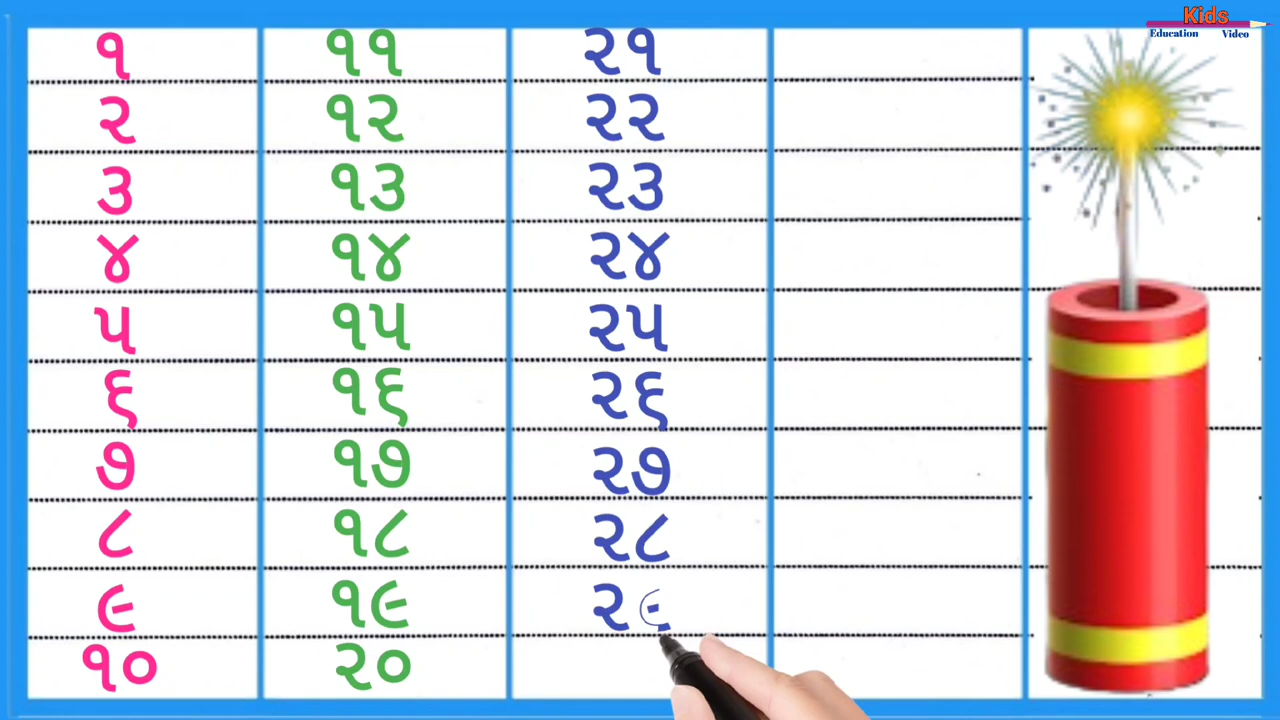 Kids
Education Video
૧ ૧૧ ૨૧
૨ ૧૨ ૨૨
૩ ૧૩ ૨૩
૪ ૧૪ ૨૪
૫ ૧૫ ૨૫
૬ ૧૬ ૨૬
૭ ૧૭ ૨૭
૮ ૧૮ ૨૮
૯ ૧૯ ૨૯
૧૦ ૨૦